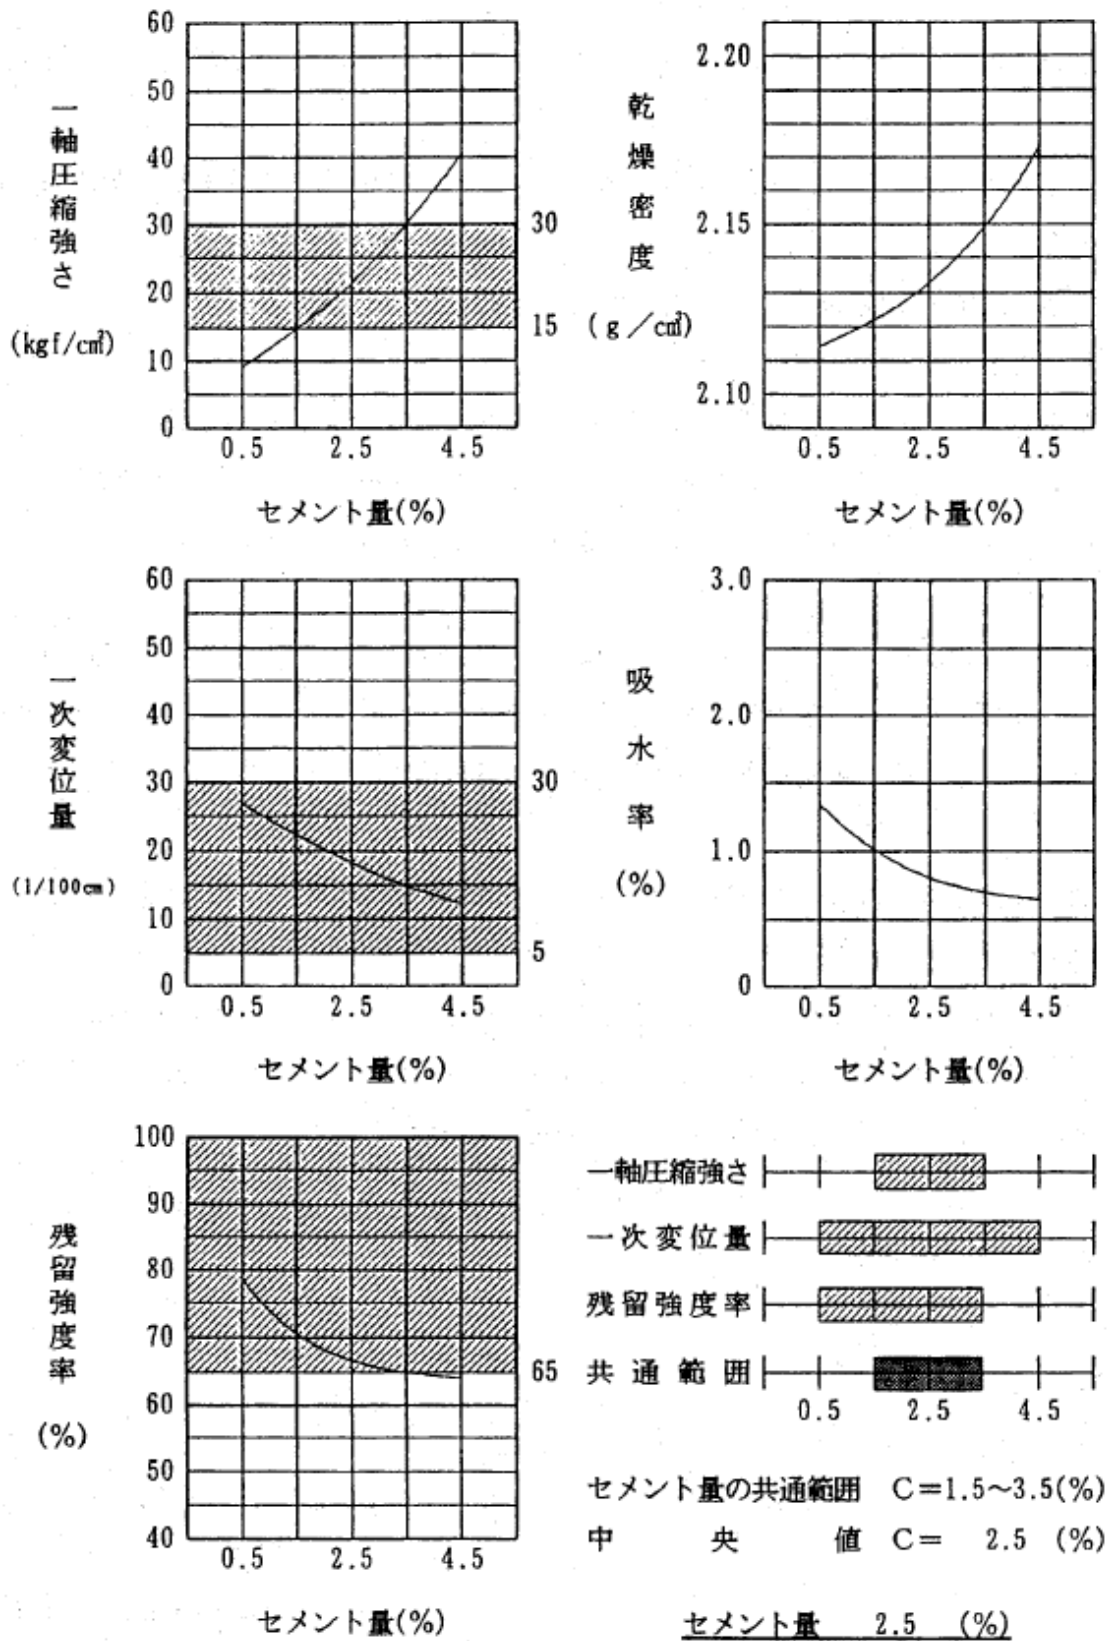 一軸圧縮強さ
(kgf/cm²)
60
50
40
30
20
10
0
30
15
0.5 2.5 4.5
セメント量(%)
乾燥密度
(g/cm³)
2.20
2.15
2.10
0.5 2.5 4.5
セメント量(%)
一次変位量
(1/100cm)
60
50
40
30
20
10
0
30
5
0.5 2.5 4.5
セメント量(%)
吸水率
(%)
3.0
2.0
1.0
0
0.5 2.5 4.5
セメント量(%)
残留強度率
(%)
100
90
80
70
60
50
40
65
0.5 2.5 4.5
セメント量(%)
一軸圧縮強さ
一次変位量
残留強度率
共通範囲
0.5 2.5 4.5
セメント量の共通範囲 C=1.5~3.5(%)
中央値 C= 2.5 (%)
セメント量 2.5 (%)